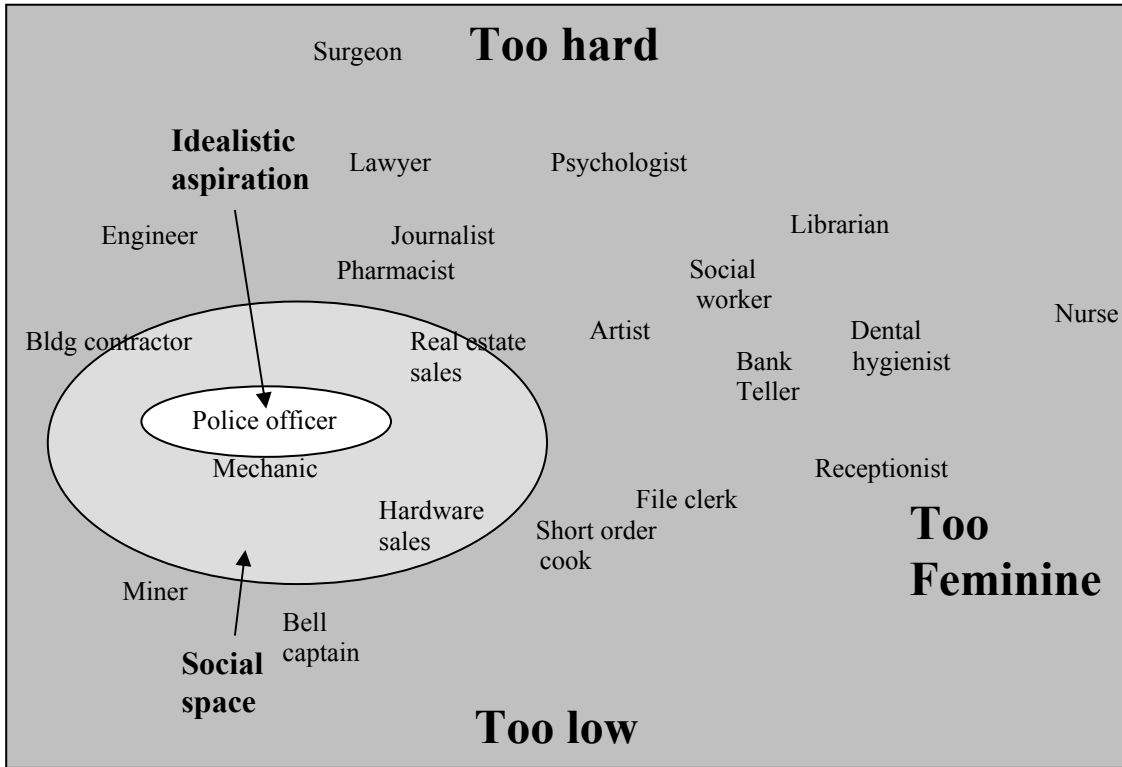 Surgeon
Too hard
Idealistic
aspiration
Lawyer
Psychologist
Engineer
Journalist
Librarian
Pharmacist
Social
worker
Nurse
Bldg contractor
Real estate
sales
Artist
Dental
hygienist
Bank
Teller
Police officer
Mechanic
Receptionist
Hardware
sales
File clerk
Short order
cook
Too
Feminine
Miner
Bell
captain
Social
space
Too low